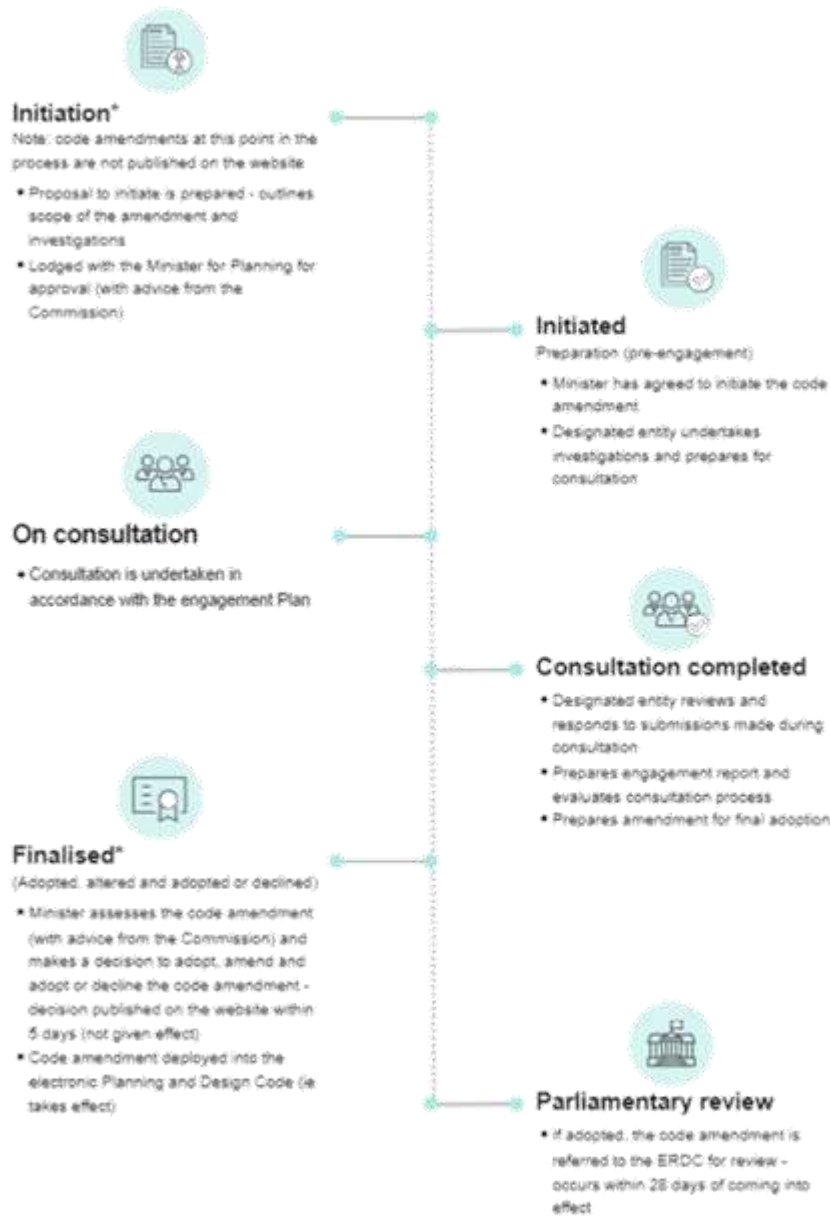 Initiation*
Note: code amendments at this point in the
process are not published on the website
• Proposal to initiate is prepared - outlines
scope of the amendment and
investigations
• Lodged with the Minister for Planning for
approval (with advice from the
Commission)
Initiated
Preparation (pre-engagement)
• Minister has agreed to initiate the code
amendment
• Designated entity undertakes
investigations and prepares for
consultation
On consultation
• Consultation is undertaken in
accordance with the engagement Plan
Consultation completed
• Designated entity reviews and
responds to submissions made during
consultation
• Prepares engagement report and
evaluates consultation process
• Prepares amendment for final adoption
Finalised*
(Adopted, altered and adopted or declined)
• Minister assesses the code amendment
(with advice from the Commission) and
makes a decision to adopt, amend and
adopt or decline the code amendment -
decision published on the website within
5 days (not given effect)
• Code amendment deployed into the
electronic Planning and Design Code (ie
takes effect)
Parliamentary review
• If adopted, the code amendment is
referred to the ERDC for review -
occurs within 28 days of coming into
effect